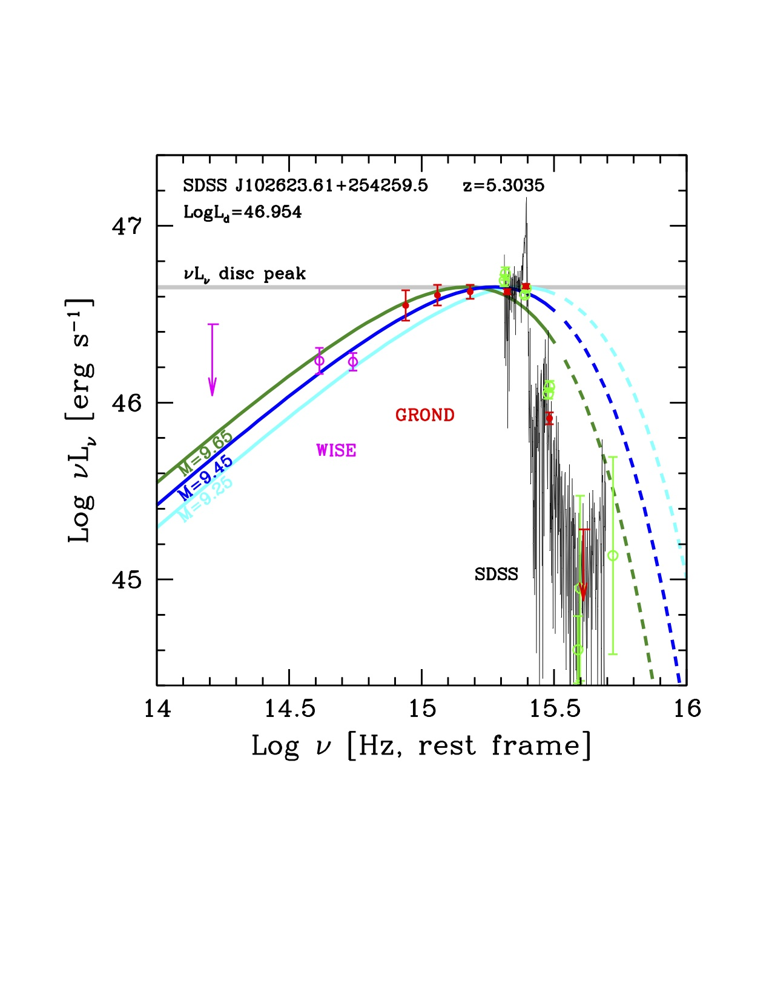 SDSS J102623.61+254259.5 z=5.3035
LogL_d=46.954
νL_ν disc peak
47
46
45
Log νL_ν [erg s⁻¹]
M=9.65
M=9.45
M=9.25
GROND
WISE
SDSS
14 14.5 15 15.5 16
Log ν [Hz, rest frame]